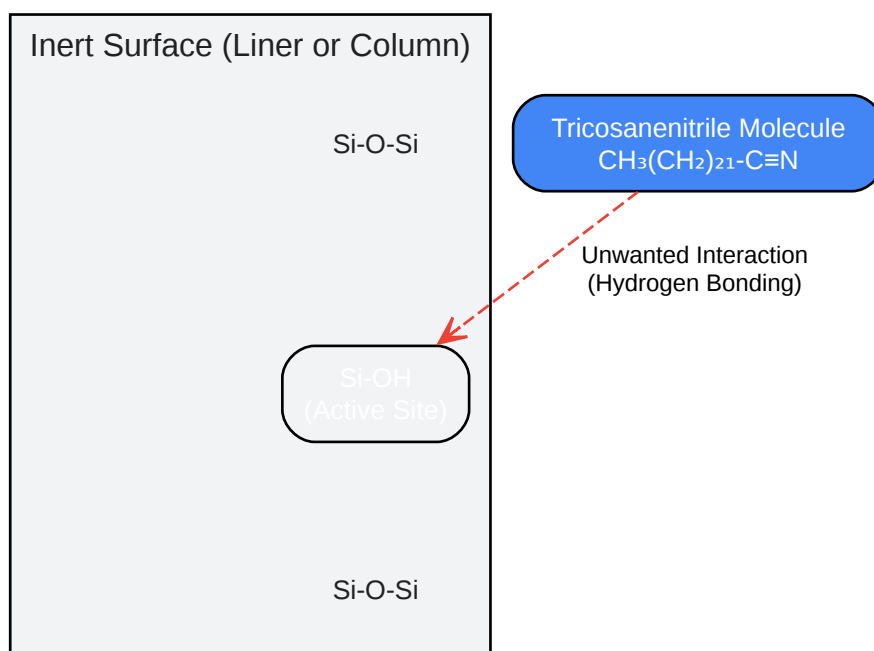 Inert Surface (Liner or Column)
Si-O-Si
Tricosanenitrile Molecule
CH₃(CH₂)₂₁-C≡N
Unwanted Interaction
(Hydrogen Bonding)
Si-OH
(Active Site)
Si-O-Si